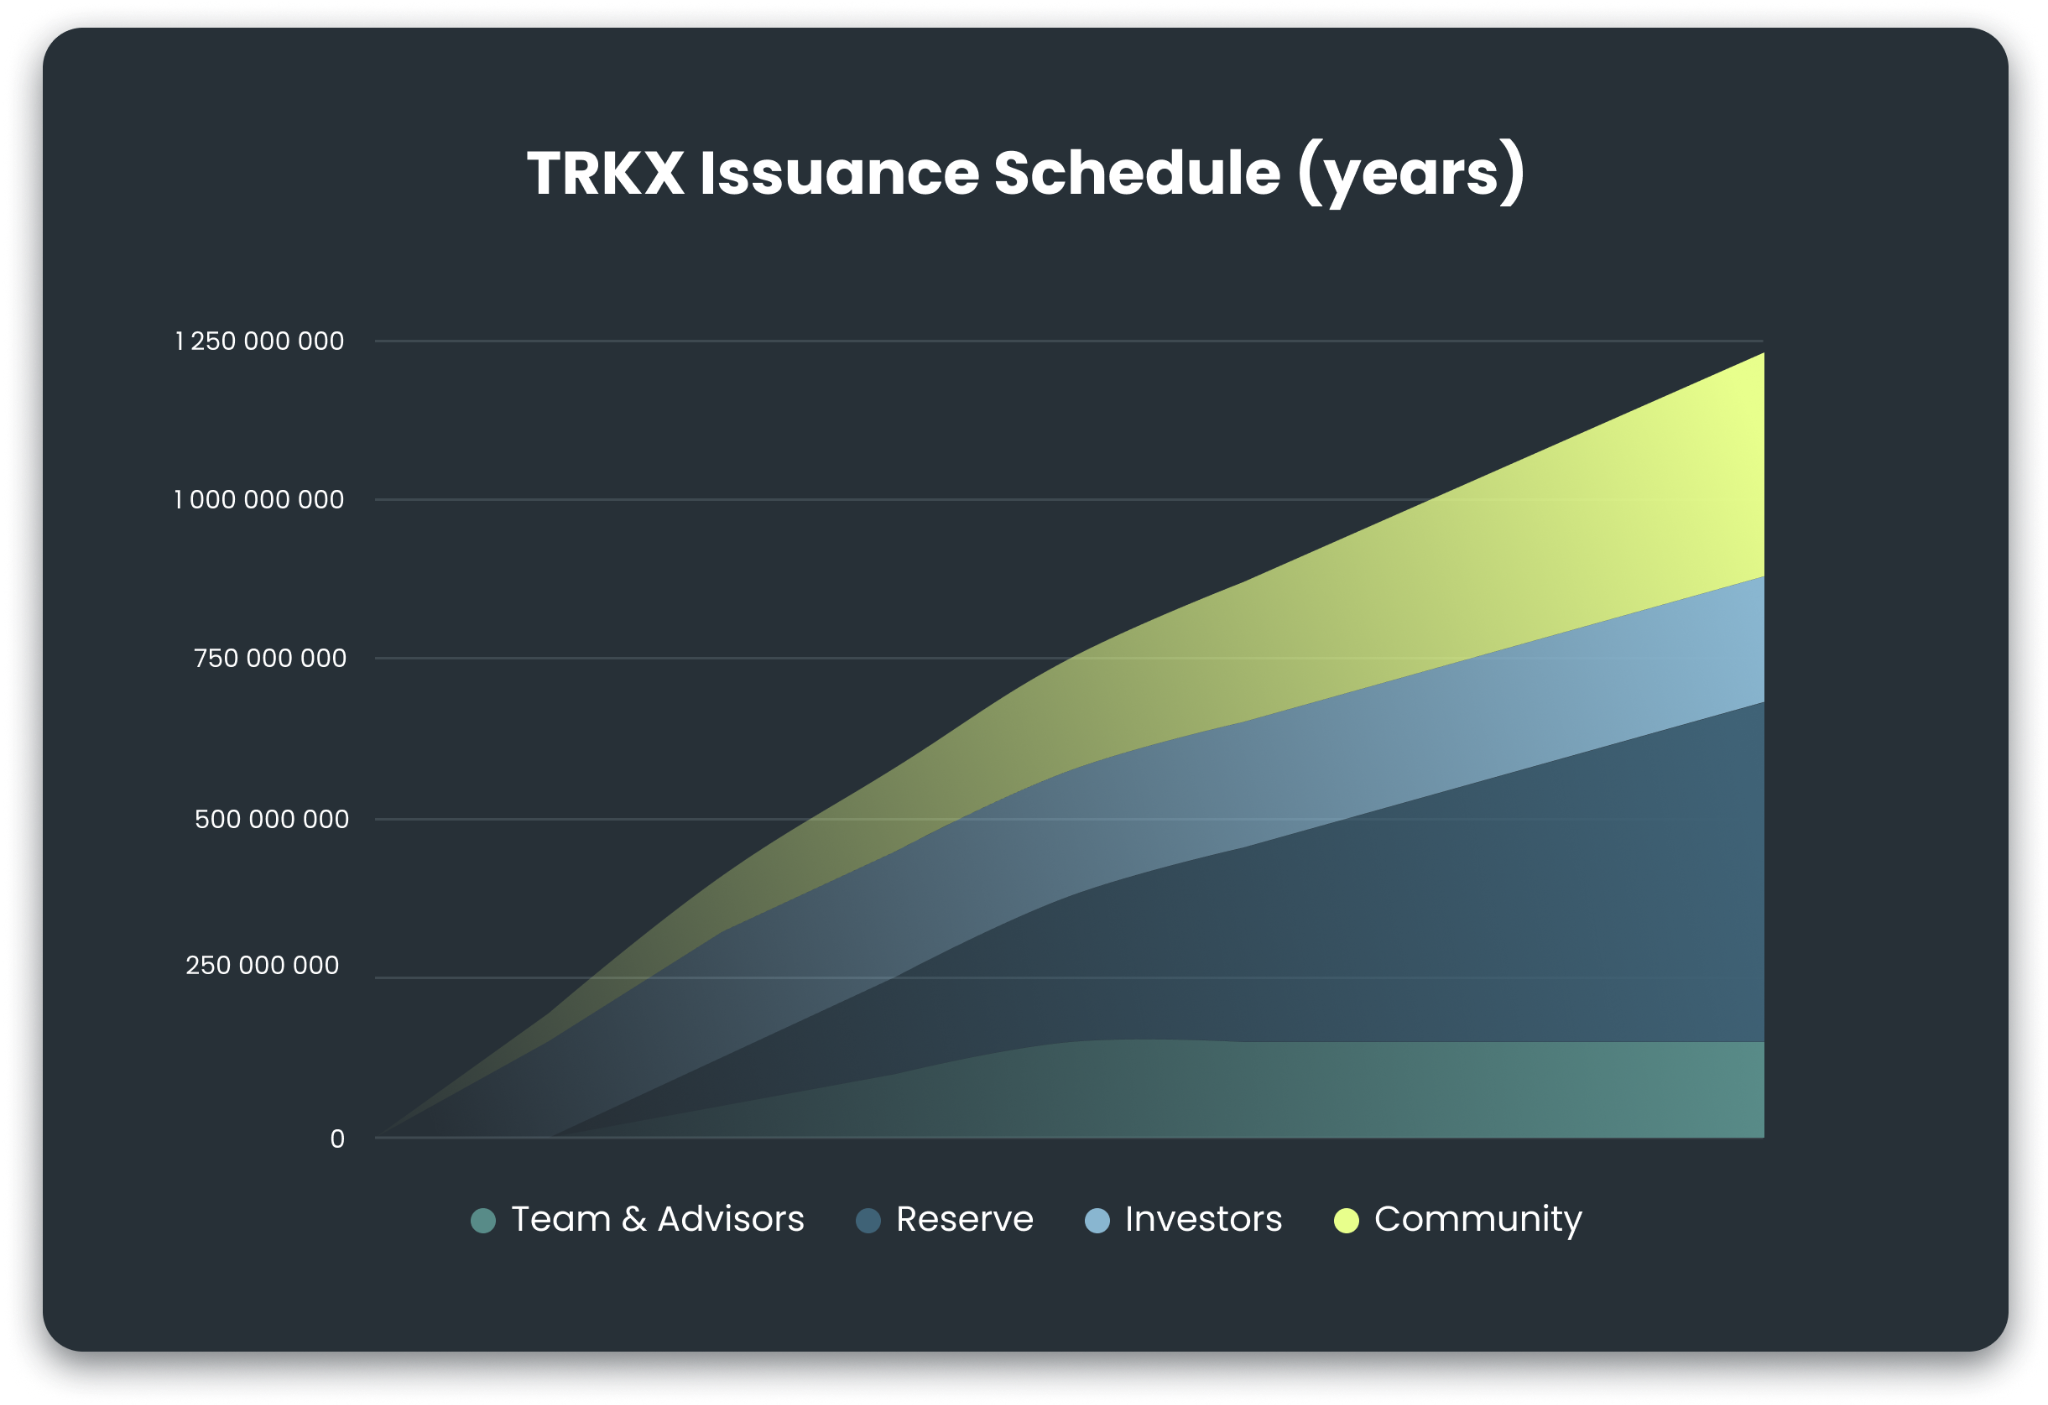 TRKX Issuance Schedule (years)
1 250 000 000
1 000 000 000
750 000 000
500 000 000
250 000 000
0
Team & Advisors Reserve Investors Community